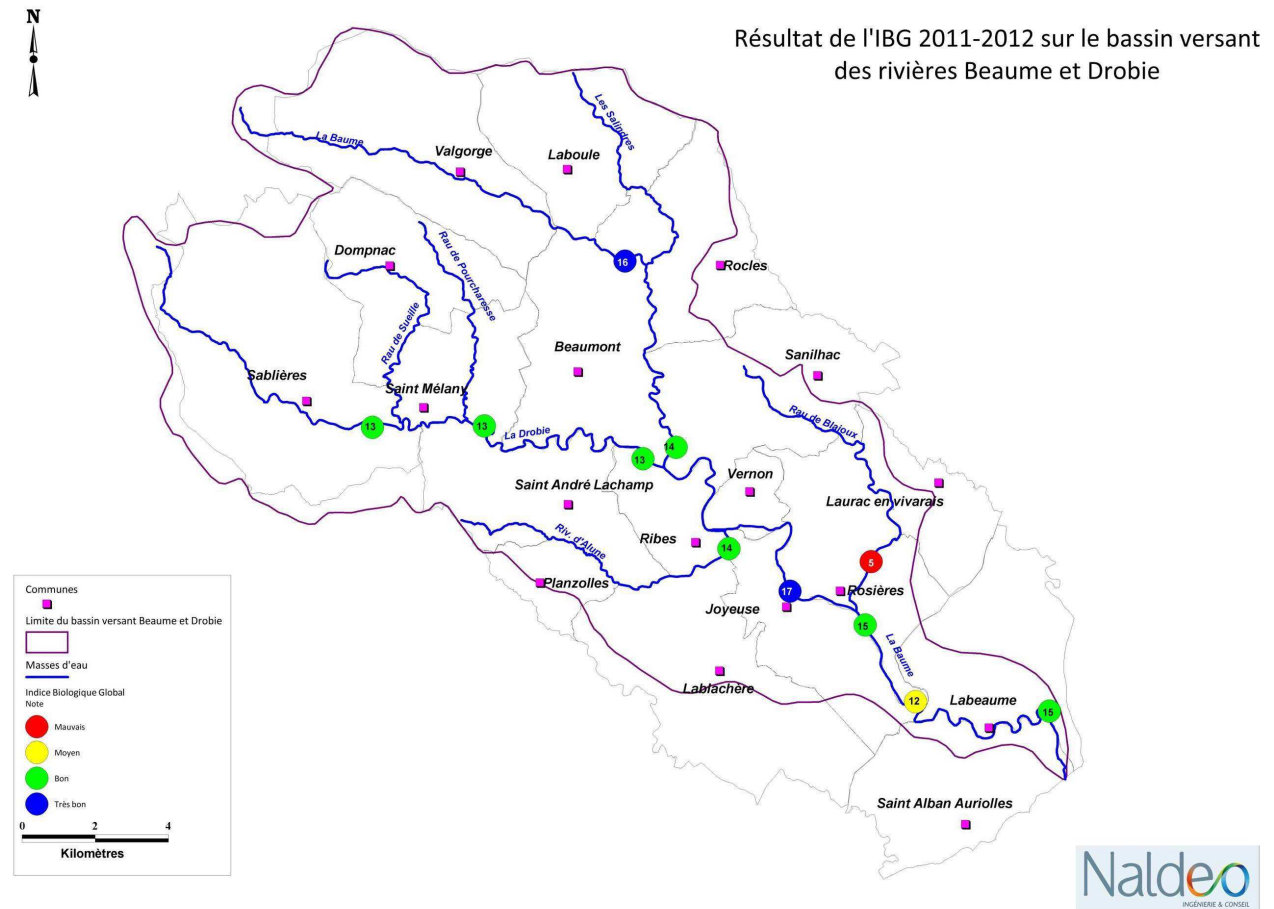 N
Résultat de l'IBG 2011-2012 sur le bassin versant
des rivières Beaume et Drobie
La Baume
Valgorge
Laboule
Les Salindres
Dompnac
Rau de Pourcharesse
16
Rocles
Rau de Sueille
Beaumont
Sanilhac
Sablières
Saint Mélany
Rau de Blajoux
13
13
La Drobie
13
14
Vernon
Saint André Lachamp
Laurac en vivarais
Riv. d'Alune
Ribes
14
5
Planzolles
17
Rosières
Joyeuse
15
La Baume
Lablachère
12
Labeaume
15
Saint Alban Auriolles
Communes
Limite du bassin versant Beaume et Drobie
Masses d'eau
Indice Biologique Global
Note
Mauvais
Moyen
Bon
Très bon
0 2 4
Kilomètres
Naldeo
INGÉNIERIE & CONSEIL